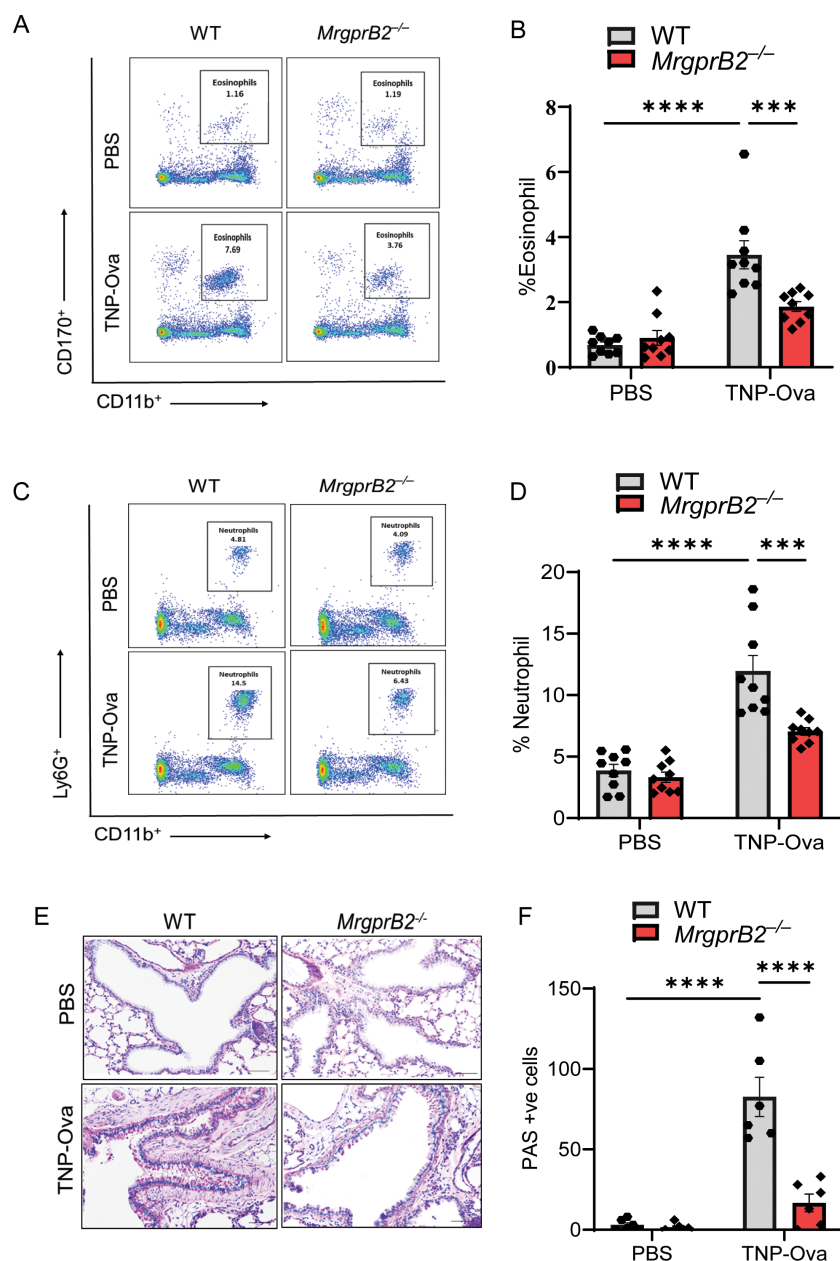 A
WT
MrgprB2–/–
PBS
Eosinophils
1.16
Eosinophils
1.19
TNP-Ova
Eosinophils
7.69
Eosinophils
3.76
CD170+
CD11b+
B
WT
MrgprB2–/–
**** ***
%Eosinophil
8
6
4
2
0
PBS TNP-Ova
C
WT
MrgprB2–/–
PBS
Neutrophils
4.81
Neutrophils
4.09
TNP-Ova
Neutrophils
14.5
Neutrophils
6.43
Ly6G+
CD11b+
D
WT
MrgprB2–/–
**** ***
% Neutrophil
20
15
10
5
0
PBS TNP-Ova
E
WT
MrgprB2-/-
PBS
TNP-Ova
F
WT
MrgprB2–/–
**** ****
PAS +ve cells
150
100
50
0
PBS TNP-Ova